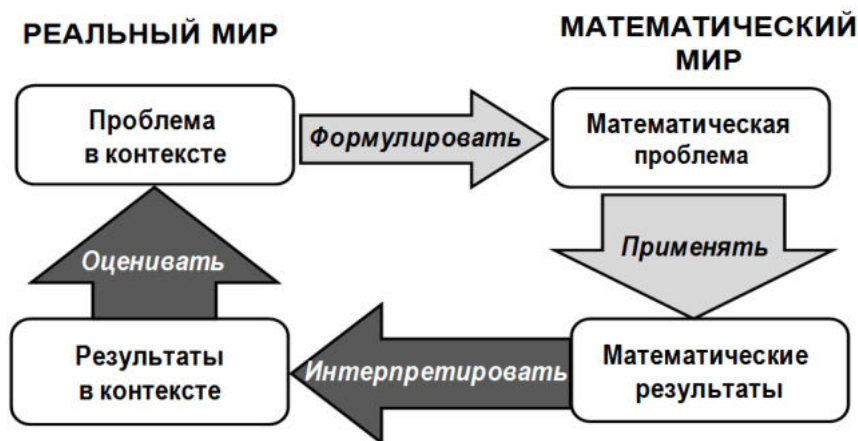 РЕАЛЬНЫЙ МИР
МАТЕМАТИЧЕСКИЙ
МИР
Проблема
в контексте
Формулировать
Математическая
проблема
Оценивать
Применять
Результаты
в контексте
Интерпретировать
Математические
результаты